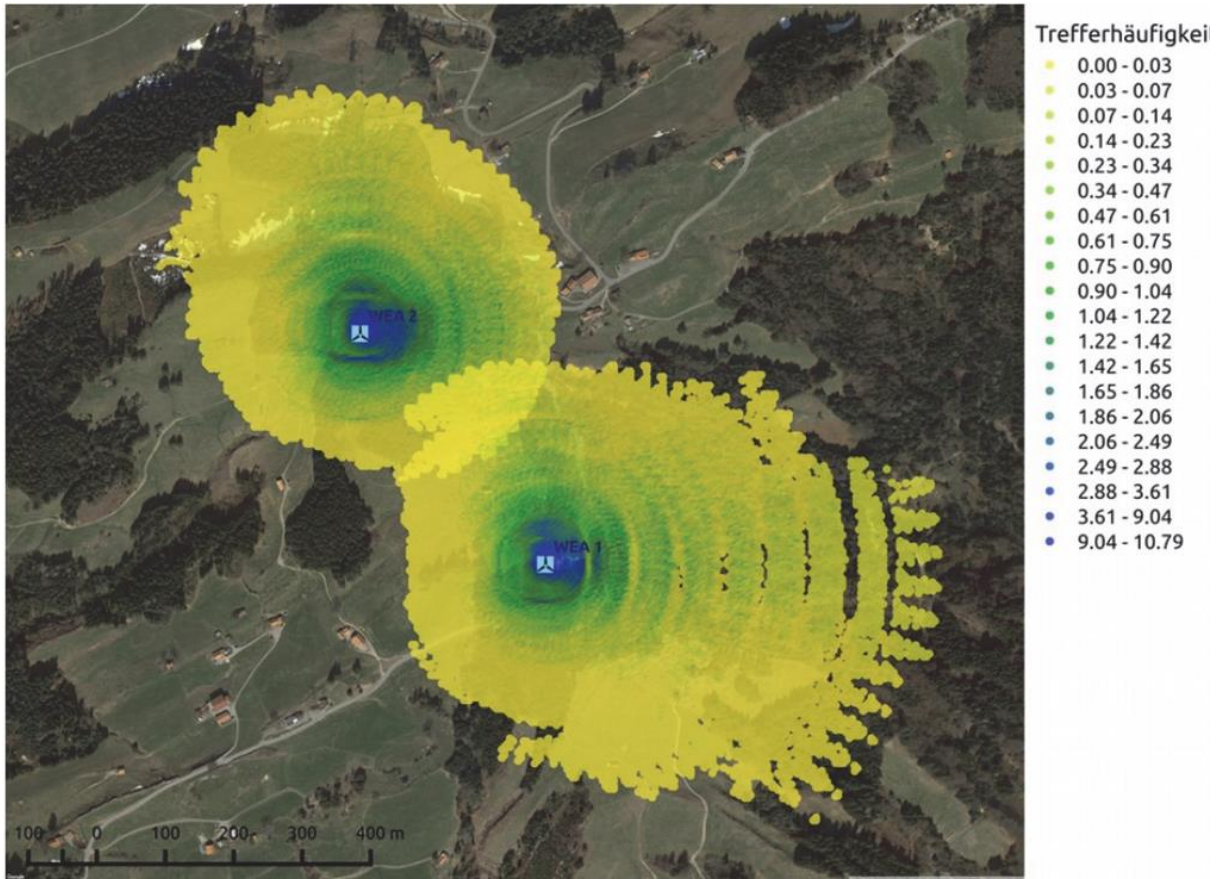 Trefferhäufigkeit
0.00 - 0.03
0.03 - 0.07
0.07 - 0.14
0.14 - 0.23
0.23 - 0.34
0.34 - 0.47
0.47 - 0.61
0.61 - 0.75
0.75 - 0.90
0.90 - 1.04
1.04 - 1.22
1.22 - 1.42
1.42 - 1.65
1.65 - 1.86
1.86 - 2.06
2.06 - 2.49
2.49 - 2.88
2.88 - 3.61
3.61 - 9.04
9.04 - 10.79
WEA 2
WEA 1
100 0 100 200 300 400 m